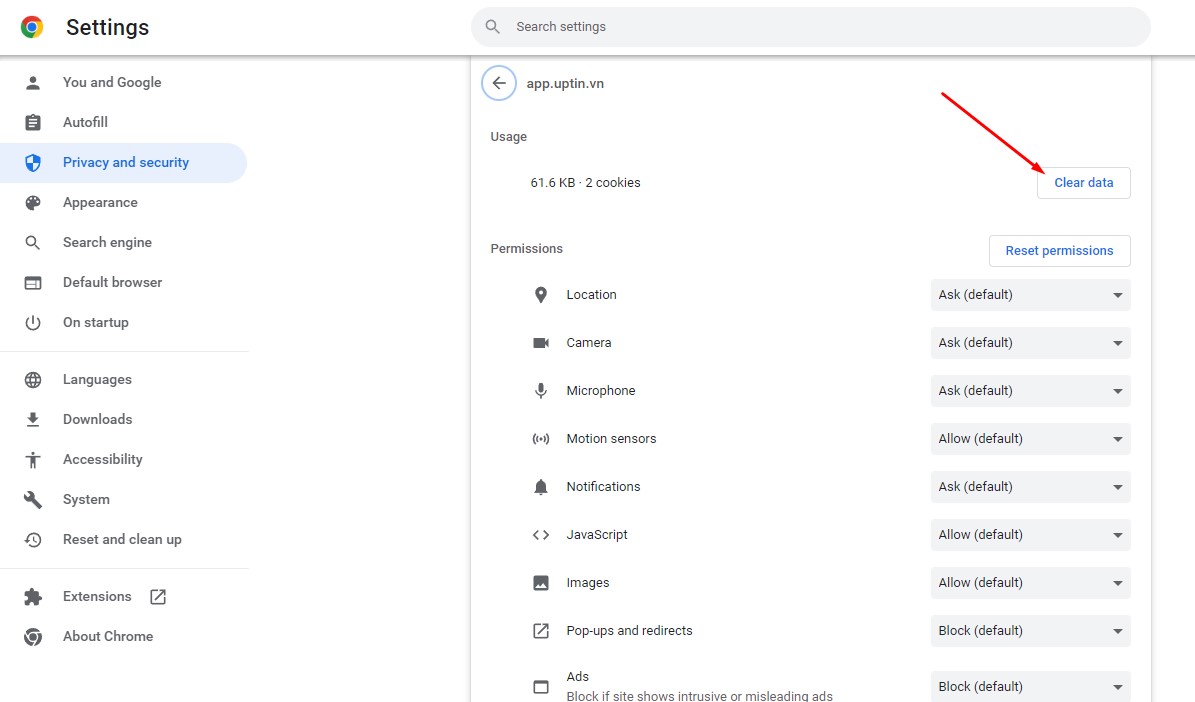 Settings
Search settings
You and Google
Autofill
Privacy and security
Appearance
Search engine
Default browser
On startup
Languages
Downloads
Accessibility
System
Reset and clean up
Extensions
About Chrome
app.uptin.vn
Usage
61.6 KB · 2 cookies
Clear data
Permissions
Reset permissions
Location
Ask (default)
Camera
Ask (default)
Microphone
Ask (default)
Motion sensors
Allow (default)
Notifications
Ask (default)
JavaScript
Allow (default)
Images
Allow (default)
Pop-ups and redirects
Block (default)
Ads
Block if site shows intrusive or misleading ads
Block (default)